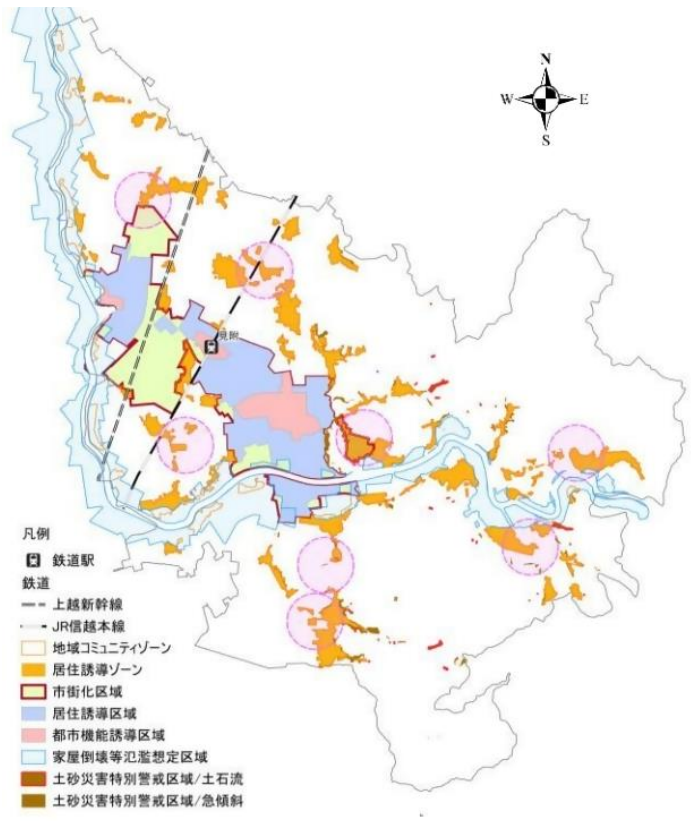 N
W E
S
見附
凡例
鉄道駅
鉄道
上越新幹線
JR信越本線
地域コミュニティゾーン
居住誘導ゾーン
市街化区域
居住誘導区域
都市機能誘導区域
家屋倒壊等氾濫想定区域
土砂災害特別警戒区域/土石流
土砂災害特別警戒区域/急傾斜